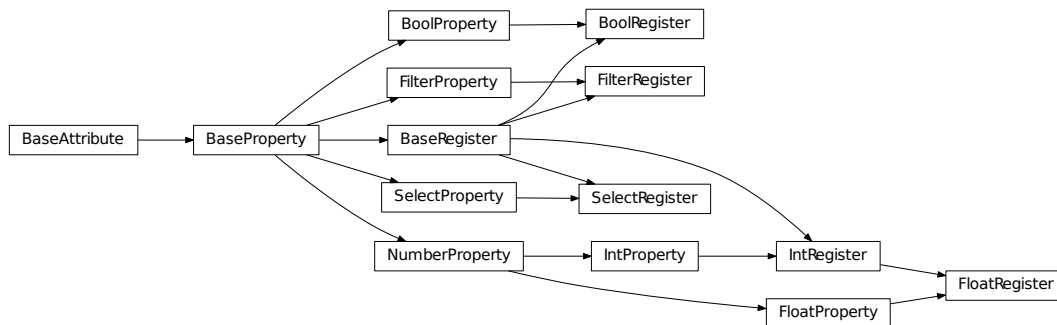 BoolProperty
BoolRegister
FilterProperty
FilterRegister
BaseAttribute
BaseProperty
BaseRegister
SelectProperty
SelectRegister
NumberProperty
IntProperty
IntRegister
FloatRegister
FloatProperty